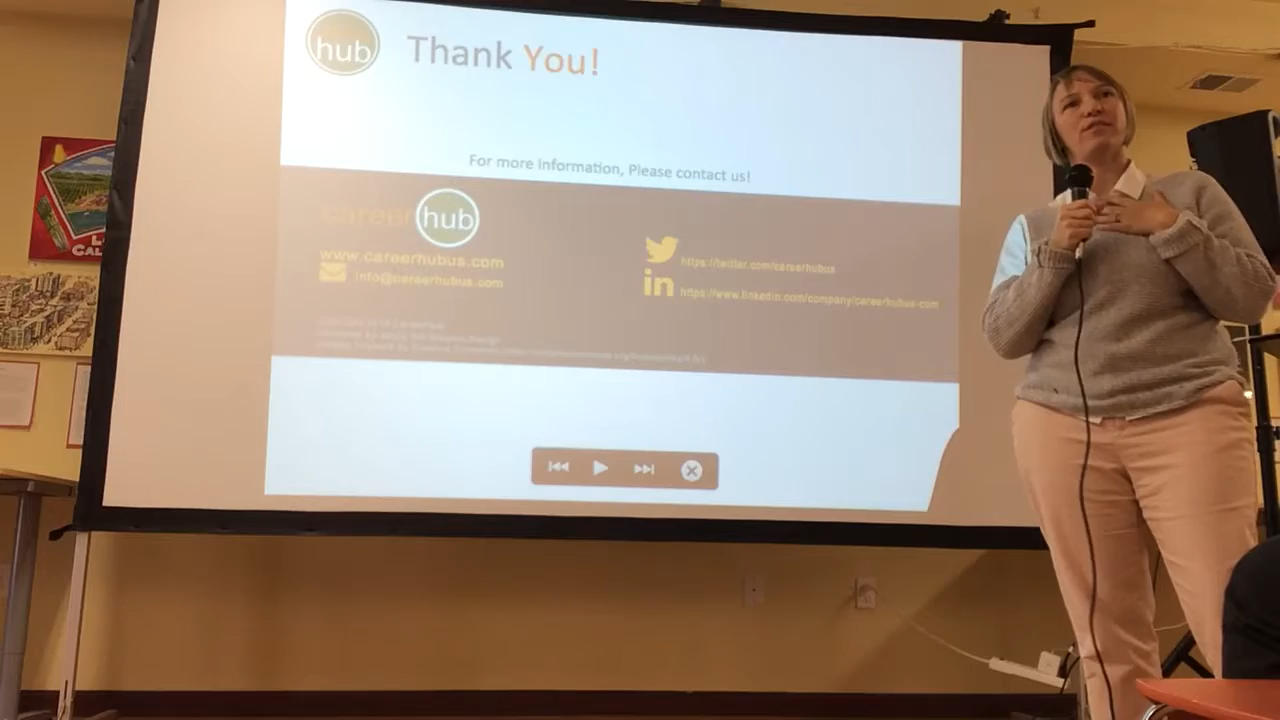 hub
Thank You!
For more information, Please contact us!
career hub
www.careerhubus.com
info@careerhubus.com
https://twitter.com/careerhubus
https://www.linkedin.com/company/careerhubus-com